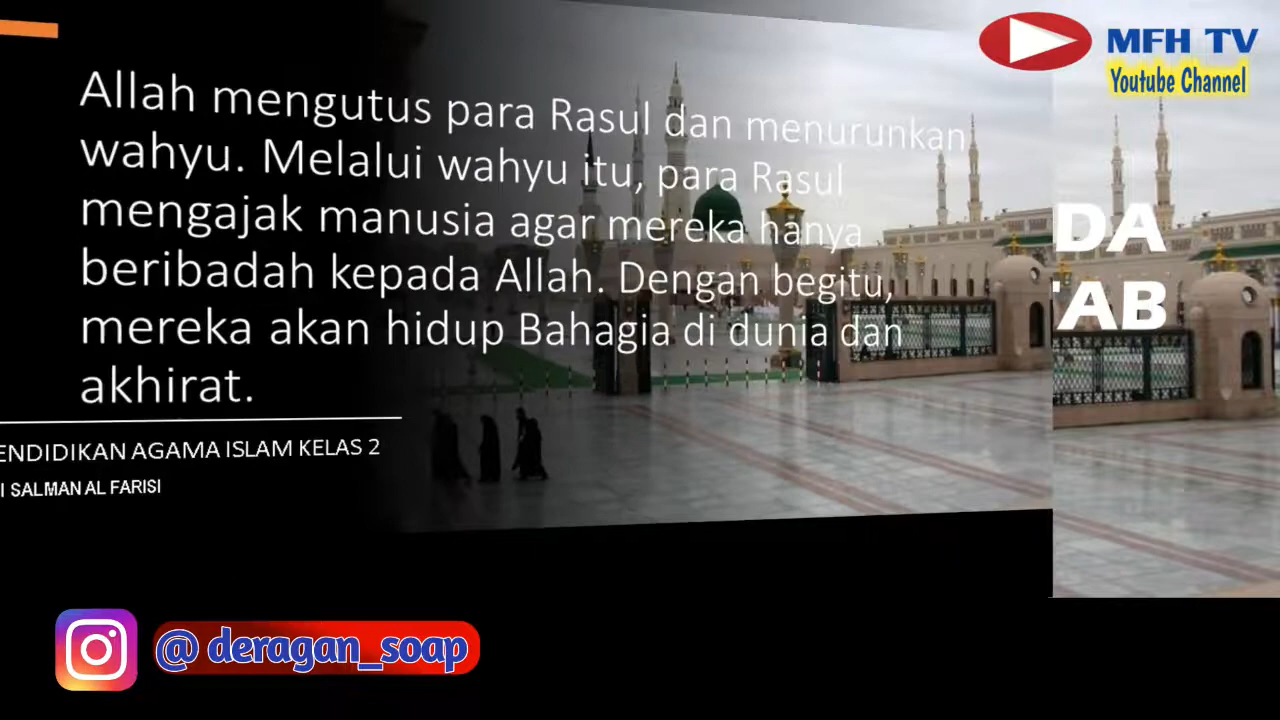 MFH TV
Youtube Channel
Allah mengutus para Rasul dan menurunkan
wahyu. Melalui wahyu itu, para Rasul
mengajak manusia agar mereka hanya
beribadah kepada Allah. Dengan begitu,
mereka akan hidup Bahagia di dunia dan
akhirat.
DA
TAB
ENDIDIKAN AGAMA ISLAM KELAS 2
I SALMAN AL FARISI
@ deragan_soap